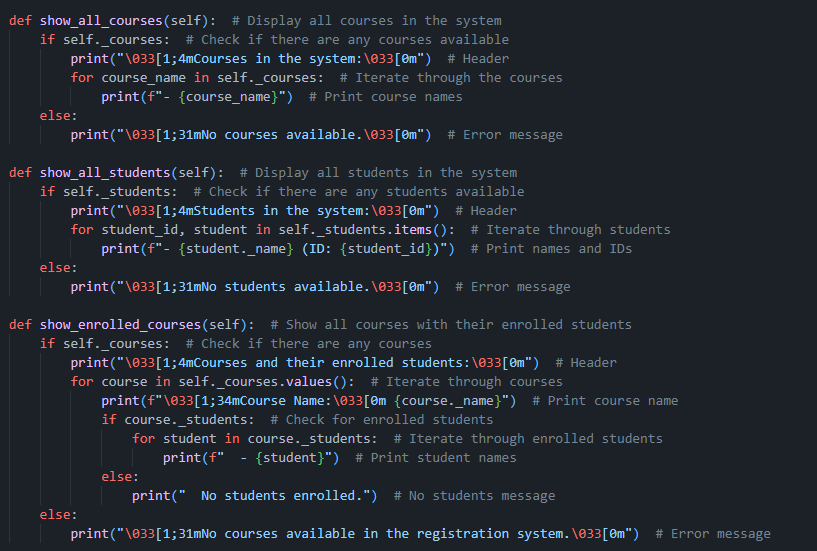 def show_all_courses(self):  # Display all courses in the system
    if self._courses:  # Check if there are any courses available
        print("\033[1;4mCourses in the system:\033[0m")  # Header
        for course_name in self._courses:  # Iterate through the courses
            print(f"- {course_name}")  # Print course names
    else:
        print("\033[1;31mNo courses available.\033[0m")  # Error message

def show_all_students(self):  # Display all students in the system
    if self._students:  # Check if there are any students available
        print("\033[1;4mStudents in the system:\033[0m")  # Header
        for student_id, student in self._students.items():  # Iterate through students
            print(f"- {student._name} (ID: {student_id})")  # Print names and IDs
    else:
        print("\033[1;31mNo students available.\033[0m")  # Error message

def show_enrolled_courses(self):  # Show all courses with their enrolled students
    if self._courses:  # Check if there are any courses
        print("\033[1;4mCourses and their enrolled students:\033[0m")  # Header
        for course in self._courses.values():  # Iterate through courses
            print(f"\033[1;34mCourse Name:\033[0m {course._name}")  # Print course name
            if course._students:  # Check for enrolled students
                for student in course._students:  # Iterate through enrolled students
                    print(f"  - {student}")  # Print student names
            else:
                print("  No students enrolled.")  # No students message
    else:
        print("\033[1;31mNo courses available in the registration system.\033[0m")  # Error message